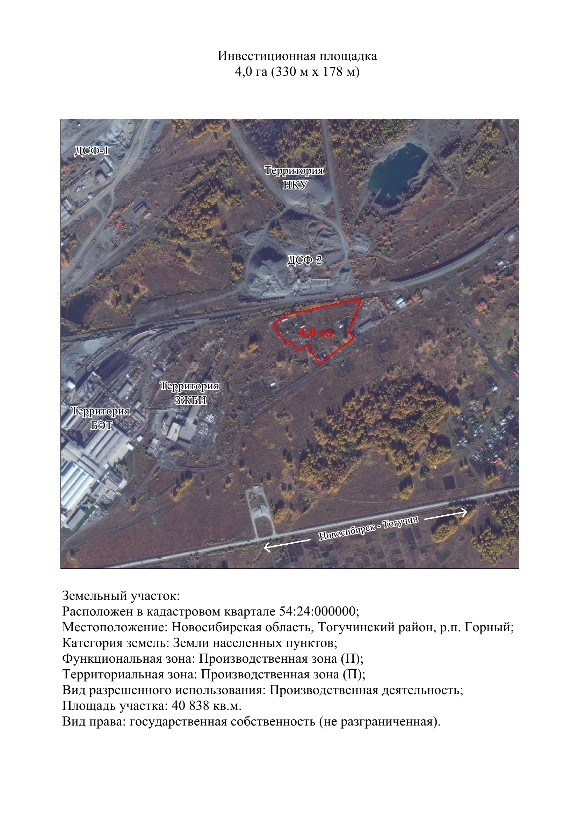 Инвестиционная площадка
4,0 га (330 м х 178 м)
ДСФ-1
Территория
НКУ
ДСФ-2
4,0 га
Территория
ЗЖБИ
Территория
БЭТ
Новосибирск - Тогучин
Земельный участок:
Расположен в кадастровом квартале 54:24:000000;
Местоположение: Новосибирская область, Тогучинский район, р.п. Горный;
Категория земель: Земли населенных пунктов;
Функциональная зона: Производственная зона (П);
Территориальная зона: Производственная зона (П);
Вид разрешенного использования: Производственная деятельность;
Площадь участка: 40 838 кв.м.
Вид права: государственная собственность (не разграниченная).